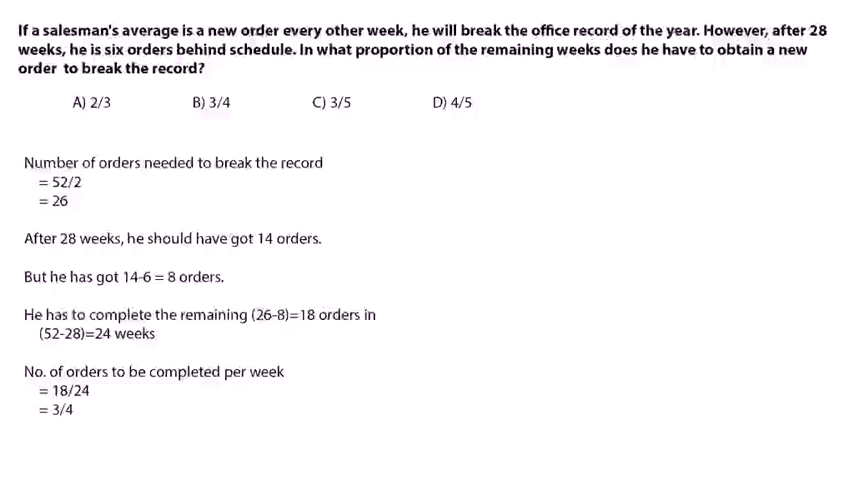 If a salesman's average is a new order every other week, he will break the office record of the year. However, after 28
weeks, he is six orders behind schedule. In what proportion of the remaining weeks does he have to obtain a new
order to break the record?
A) 2/3 B) 3/4 C) 3/5 D) 4/5
Number of orders needed to break the record
= 52/2
= 26
After 28 weeks, he should have got 14 orders.
But he has got 14-6 = 8 orders.
He has to complete the remaining (26-8)=18 orders in
(52-28)=24 weeks
No. of orders to be completed per week
= 18/24
= 3/4